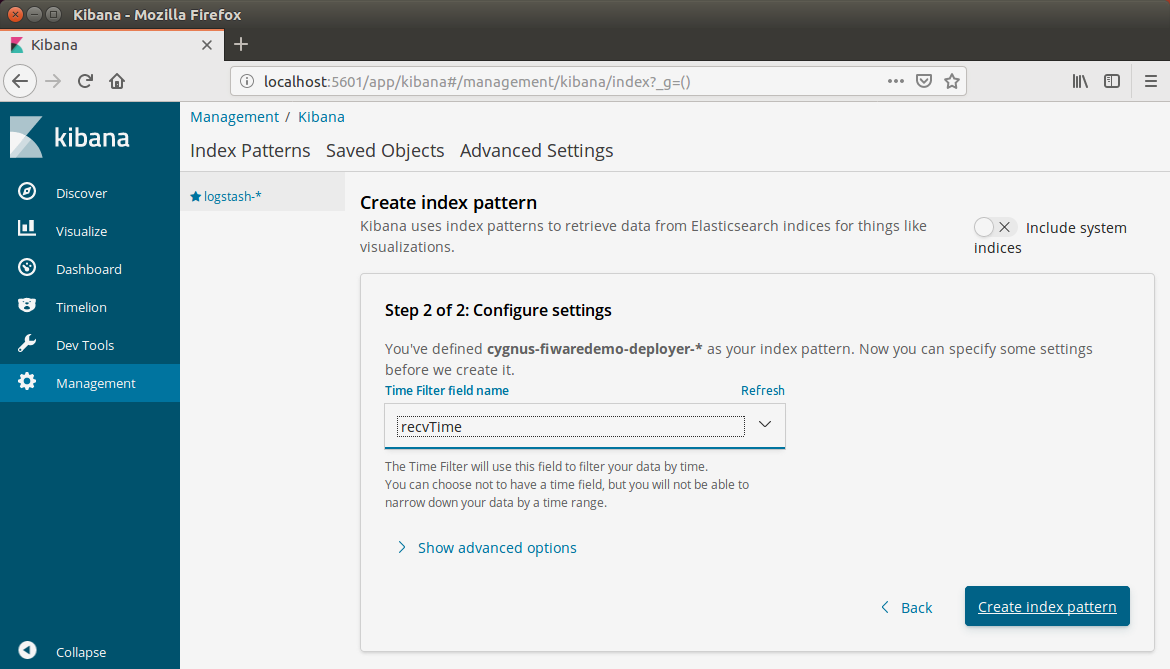 Kibana - Mozilla Firefox
Kibana
localhost:5601/app/kibana#/management/kibana/index?_g=()
kibana
Discover
Visualize
Dashboard
Timelion
Dev Tools
Management
Collapse
Management / Kibana
Index Patterns Saved Objects Advanced Settings
logstash-*
Create index pattern
Kibana uses index patterns to retrieve data from Elasticsearch indices for things like
visualizations.
Include system
indices
Step 2 of 2: Configure settings
You've defined cygnus-fiwaredemo-deployer-* as your index pattern. Now you can specify some settings
before we create it.
Time Filter field name Refresh
recvTime
The Time Filter will use this field to filter your data by time.
You can choose not to have a time field, but you will not be able to
narrow down your data by a time range.
Show advanced options
Back Create index pattern